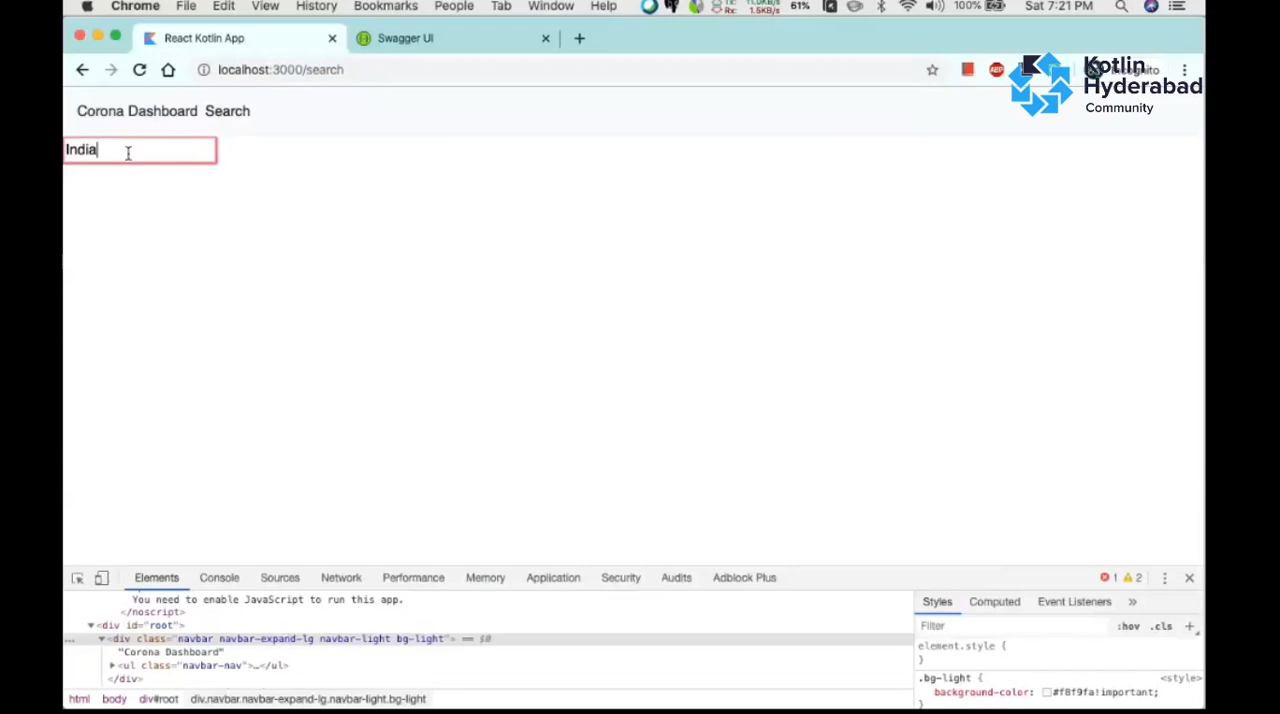 Chrome File Edit View History Bookmarks People Tab Window Help 61% 100% Sat 7:21 PM
React Kotlin App
Swagger UI
localhost:3000/search
ABP
Incognito
Kotlin
Hyderabad
Community
Corona Dashboard Search
India
Elements Console Sources Network Performance Memory Application Security Audits Adblock Plus 1 2
You need to enable JavaScript to run this app.
</noscript>
▼<div id="root">
… ▼<div class="navbar navbar-expand-lg navbar-light bg-light"> == $0
"Corona Dashboard"
▶<ul class="navbar-nav">…</ul>
</div>
html body div#root div.navbar.navbar-expand-lg.navbar-light.bg-light
Styles Computed Event Listeners »
Filter :hov .cls +
element.style {
}
.bg-light { <style>
background-color: #f8f9fa!important;
}